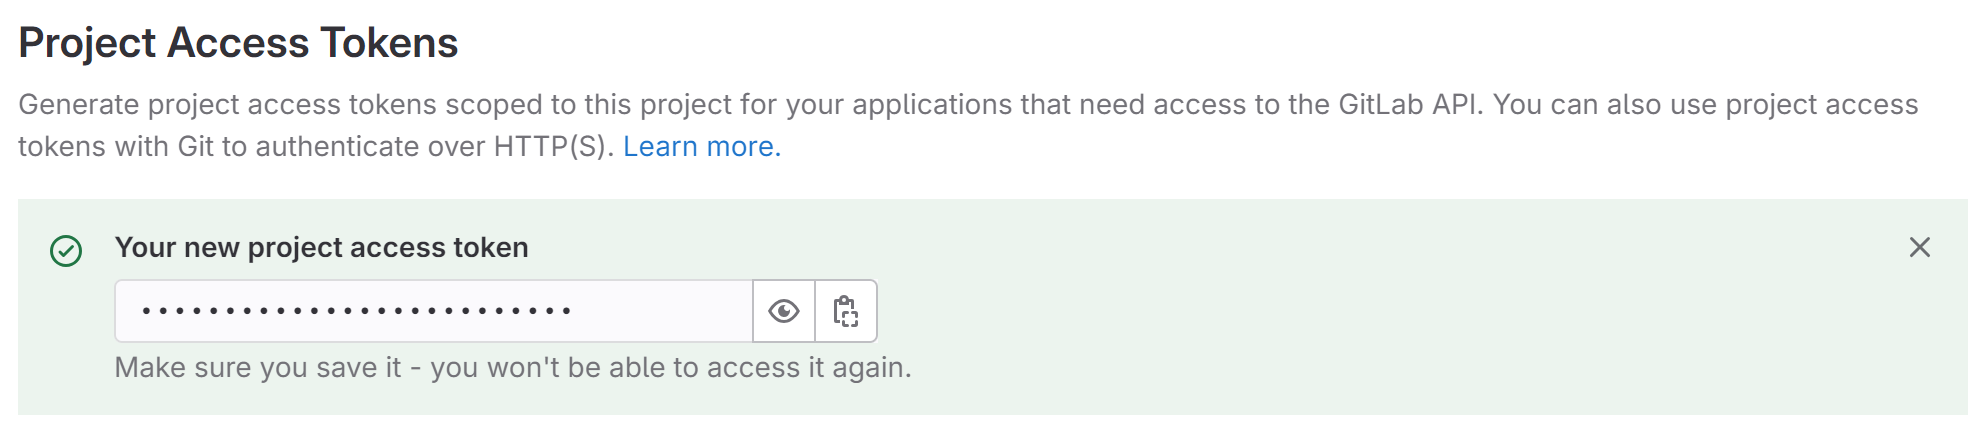 Project Access Tokens
Generate project access tokens scoped to this project for your applications that need access to the GitLab API. You can also use project access
tokens with Git to authenticate over HTTP(S). Learn more.
Your new project access token
••••••••••••••••••••••••••
Make sure you save it - you won't be able to access it again.